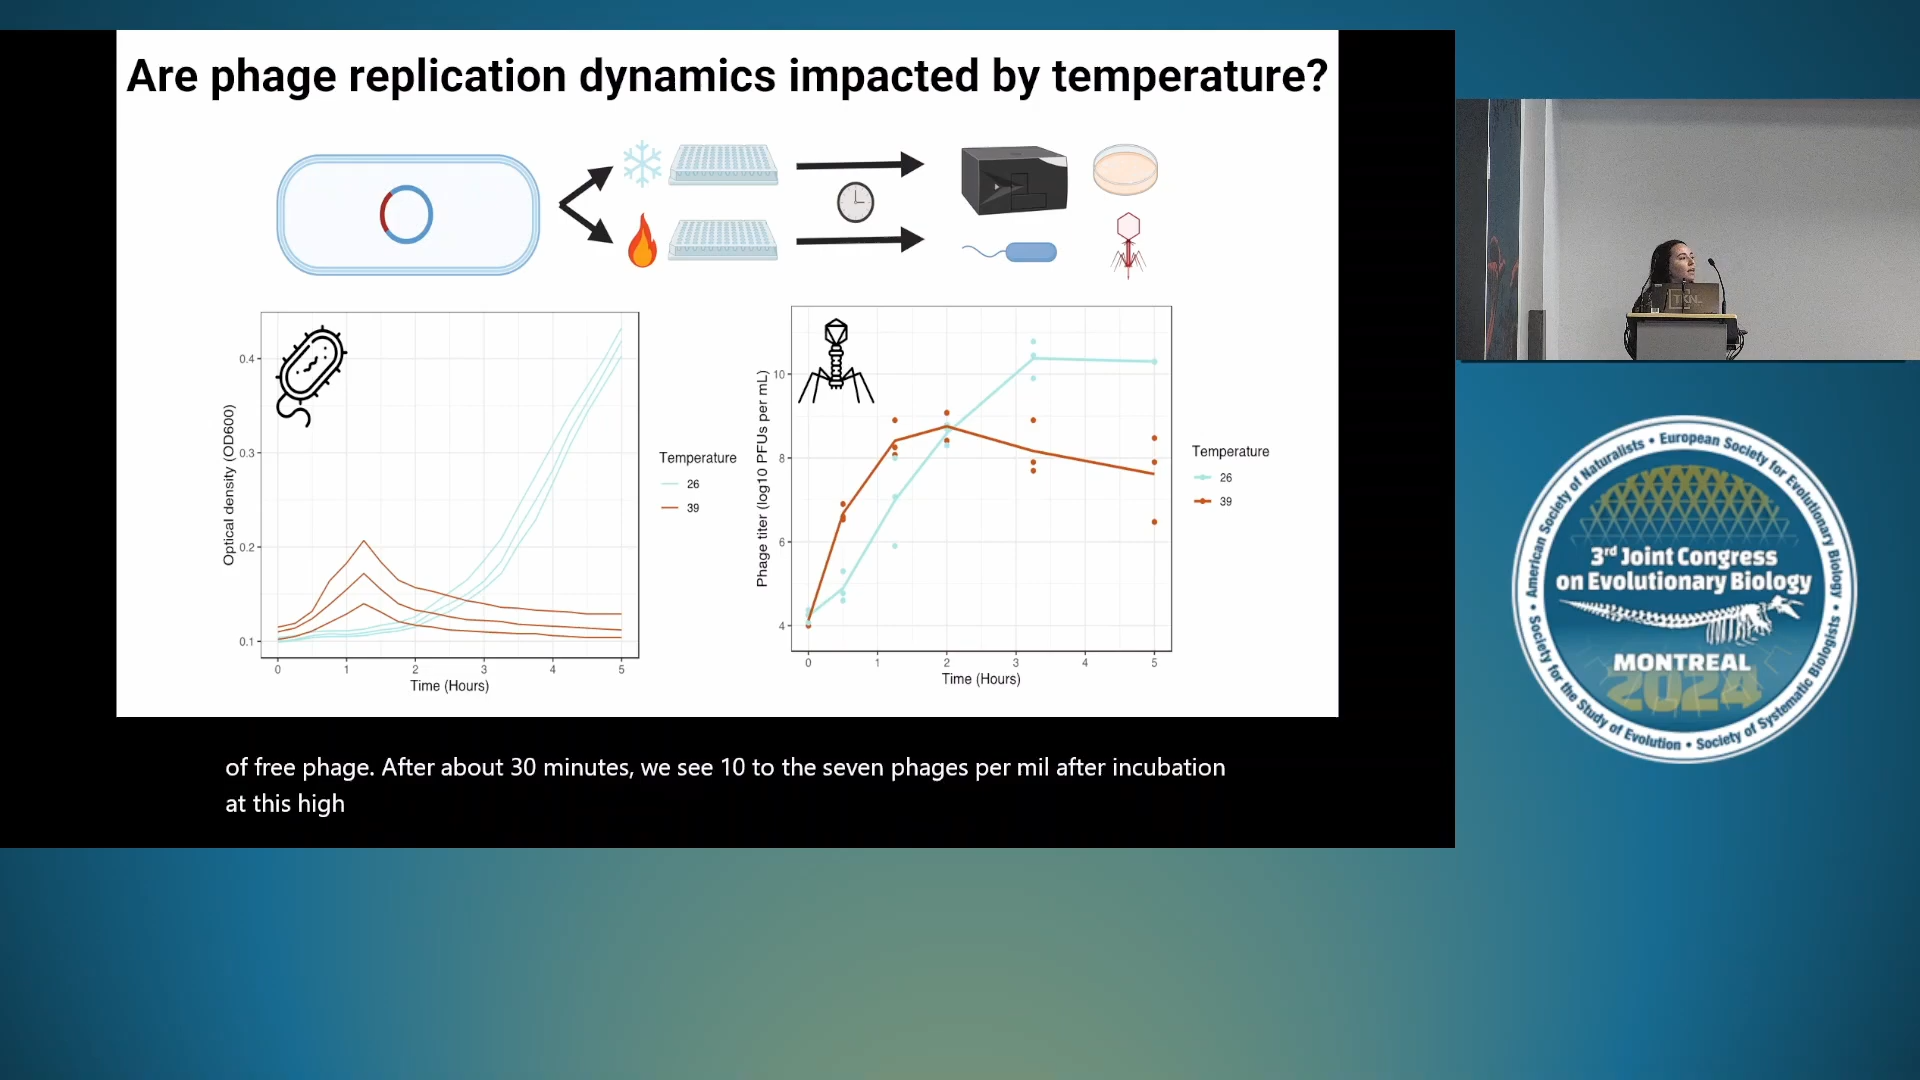 Are phage replication dynamics impacted by temperature?
Optical density (OD600)
0.4
0.3
0.2
0.1
0 1 2 3 4 5
Time (Hours)
Temperature
26
39
Phage titer (log10 PFUs per mL)
10
8
6
4
0 1 2 3 4 5
Time (Hours)
Temperature
26
39
of free phage. After about 30 minutes, we see 10 to the seven phages per mil after incubation
at this high
TKNL
American Society of Naturalists • European Society for Evolutionary Biology •
3rd Joint Congress
on Evolutionary Biology
MONTREAL
2024
Society for the Study of Evolution • Society of Systematic Biologists •